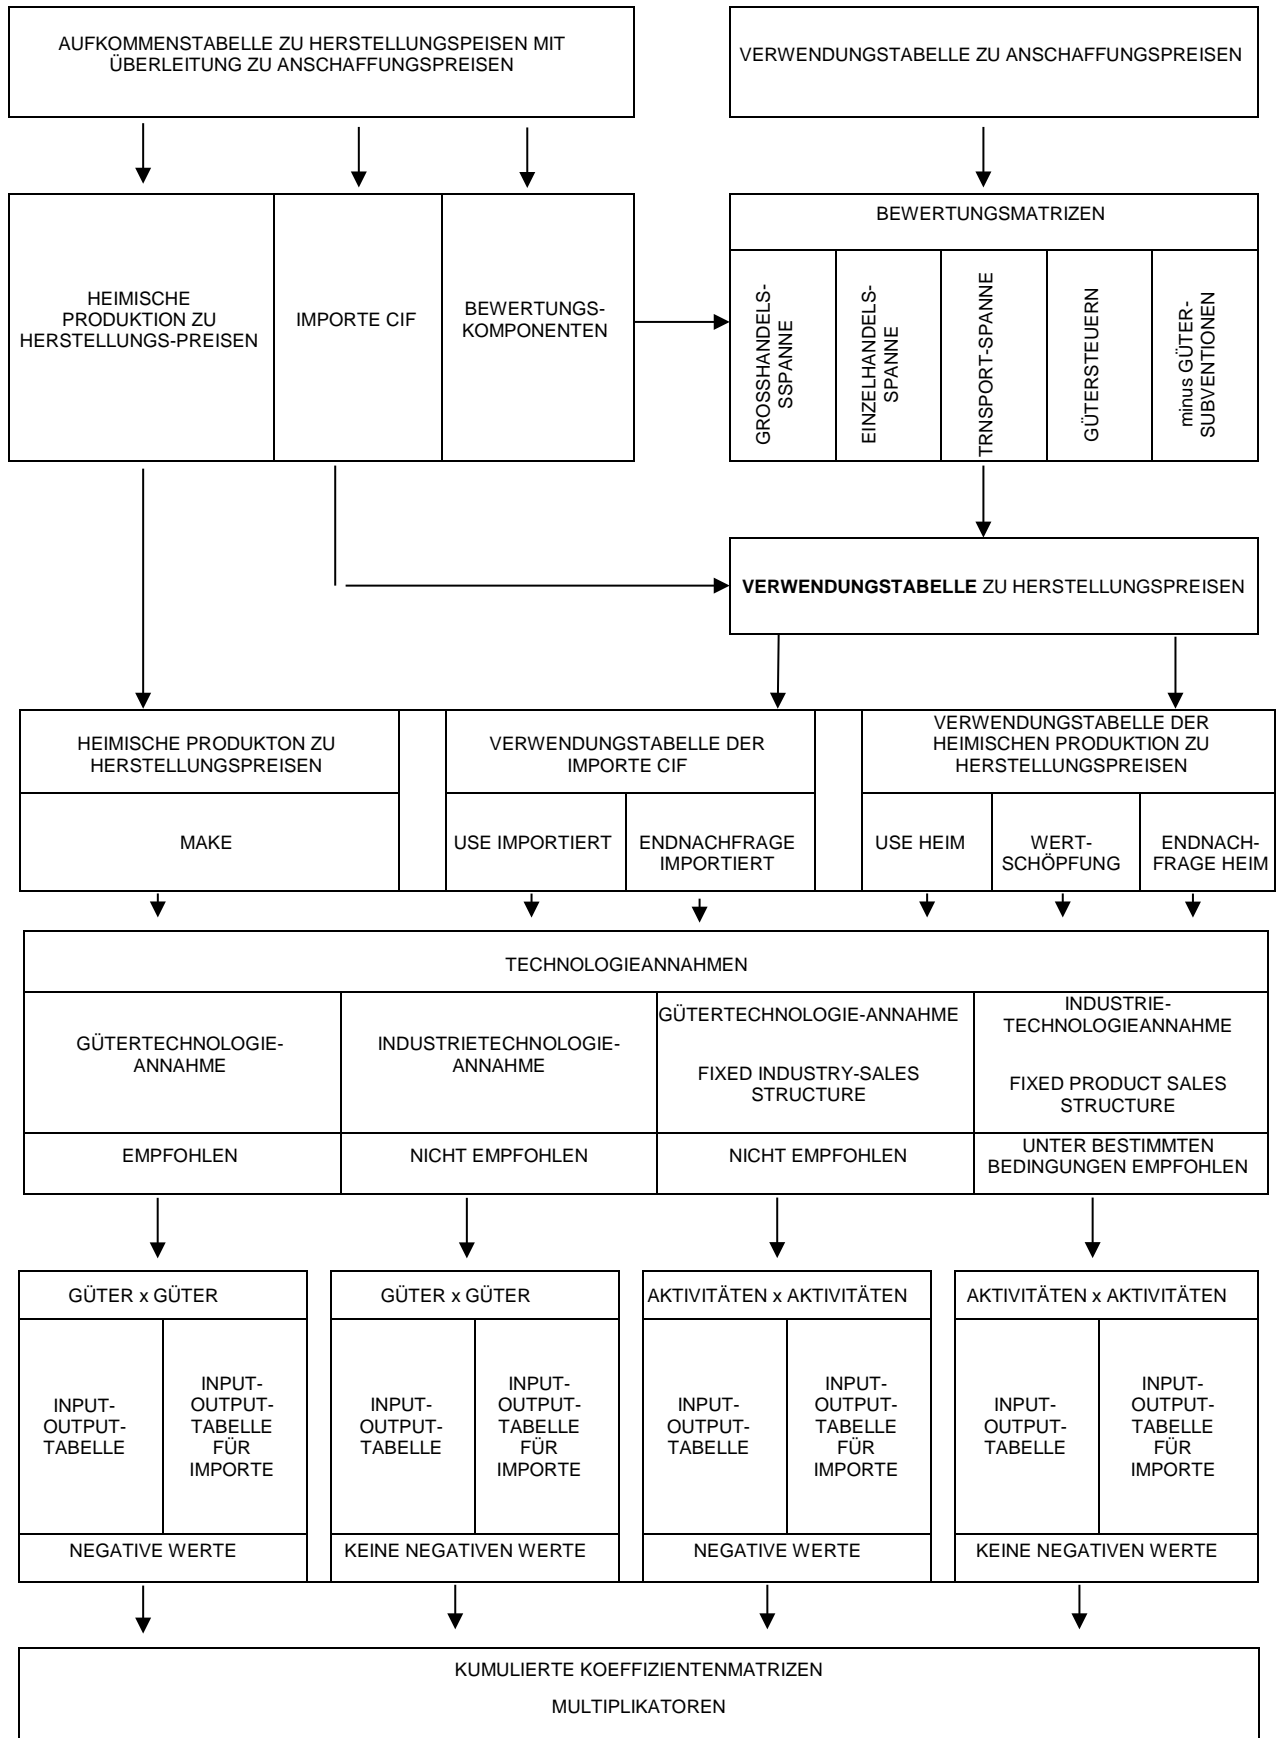 AUFKOMMENSTABELLE ZU HERSTELLUNGSPEISEN MIT
ÜBERLEITUNG ZU ANSCHAFFUNGSPREISEN
VERWENDUNGSTABELLE ZU ANSCHAFFUNGSPREISEN
HEIMISCHE
PRODUKTION ZU
HERSTELLUNGS-PREISEN
IMPORTE CIF
BEWERTUNGS-
KOMPONENTEN
BEWERTUNGSMATRIZEN
GROSSHANDELS-
SSPANNE
EINZELHANDELS-
SPANNE
TRNSPORT-SPANNE
GÜTERSTEUERN
minus GÜTER-
SUBVENTIONEN
VERWENDUNGSTABELLE ZU HERSTELLUNGSPREISEN
HEIMISCHE PRODUKTON ZU
HERSTELLUNGSPREISEN
MAKE
VERWENDUNGSTABELLE DER
IMPORTE CIF
USE IMPORTIERT
ENDNACHFRAGE
IMPORTIERT
VERWENDUNGSTABELLE DER
HEIMISCHEN PRODUKTION ZU
HERSTELLUNGSPREISEN
USE HEIM
WERT-
SCHÖPFUNG
ENDNACH-
FRAGE HEIM
TECHNOLOGIEANNAHMEN
GÜTERTECHNOLOGIE-
ANNAHME
INDUSTRIETECHNOLOGIE-
ANNAHME
GÜTERTECHNOLOGIE-ANNAHME
FIXED INDUSTRY-SALES
STRUCTURE
INDUSTRIE-
TECHNOLOGIEANNAHME
FIXED PRODUCT SALES
STRUCTURE
EMPFOHLEN
NICHT EMPFOHLEN
NICHT EMPFOHLEN
UNTER BESTIMMTEN
BEDINGUNGEN EMPFOHLEN
GÜTER x GÜTER
INPUT-
OUTPUT-
TABELLE
INPUT-
OUTPUT-
TABELLE
FÜR
IMPORTE
NEGATIVE WERTE
GÜTER x GÜTER
INPUT-
OUTPUT-
TABELLE
INPUT-
OUTPUT-
TABELLE
FÜR
IMPORTE
KEINE NEGATIVEN WERTE
AKTIVITÄTEN x AKTIVITÄTEN
INPUT-
OUTPUT-
TABELLE
INPUT-
OUTPUT-
TABELLE
FÜR
IMPORTE
NEGATIVE WERTE
AKTIVITÄTEN x AKTIVITÄTEN
INPUT-
OUTPUT-
TABELLE
INPUT-
OUTPUT-
TABELLE
FÜR
IMPORTE
KEINE NEGATIVEN WERTE
KUMULIERTE KOEFFIZIENTENMATRIZEN
MULTIPLIKATOREN